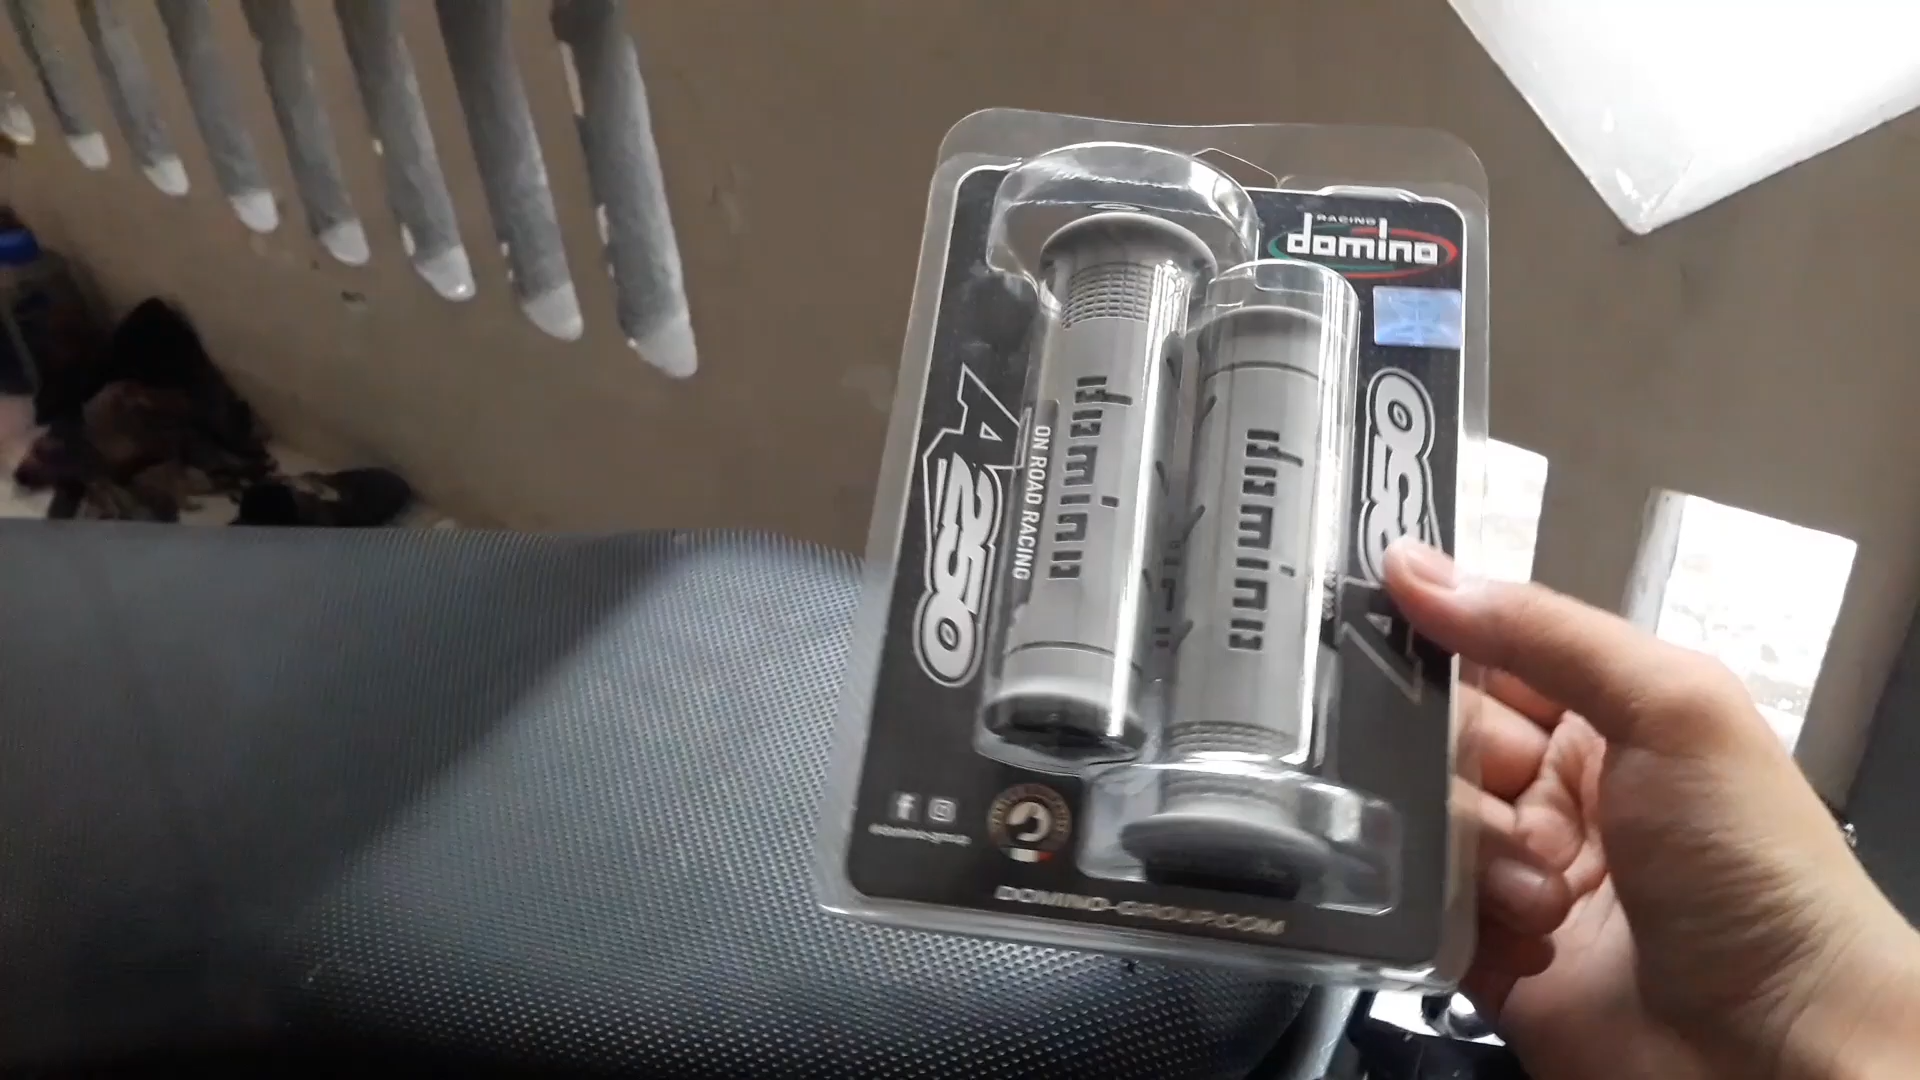 RACING
domino
A250
ON ROAD RACING
domino
domino
A250
DOMINO-GROUP.COM